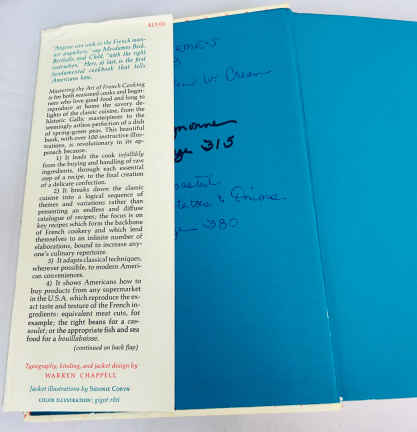 $15.00
"Anyone can cook in the French man-
ner anywhere," say Mesdames Beck,
Bertholle and Child, "with the right
instruction." Here, at last, is the first
fundamental cookbook that tells
Americans how.
Mastering the Art of French Cooking
is for both seasoned cooks and begin-
ners who love good food and long to
reproduce at home the savory de-
lights of the classic cuisine, from the
historic Gallic masterpieces to the
seemingly artless perfection of a dish
of spring-green peas. This beautiful
book, with over 100 instructive illus-
trations, is revolutionary in its ap-
proach because:
1) It leads the cook infallibly
from the buying and handling of raw
ingredients, through each essential
step of a recipe, to the final creation
of a delicate confection.
2) It breaks down the classic
cuisine into a logical sequence of
themes and variations rather than
presenting an endless and diffuse
catalogue of recipes; the focus is on
key recipes which form the backbone
of French cookery and which lend
themselves to an infinite number of
elaborations, bound to increase any-
one's culinary repertoire.
3) It adapts classical techniques,
wherever possible, to modern Ameri-
can conveniences.
4) It shows Americans how to
buy products from any supermarket
in the U.S.A. which reproduce the ex-
act taste and texture of the French in-
gredients: equivalent meat cuts, for
example; the right beans for a cas-
soulet; or the appropriate fish and sea
food for a bouillabaisse.
(continued on back flap)
Typography, binding, and jacket design by
WARREN CHAPPELL
Jacket illustrations by SIDONIE CORYN
COLOR ILLUSTRATION: gigot rôti
w. Cream
315
& Onions
380